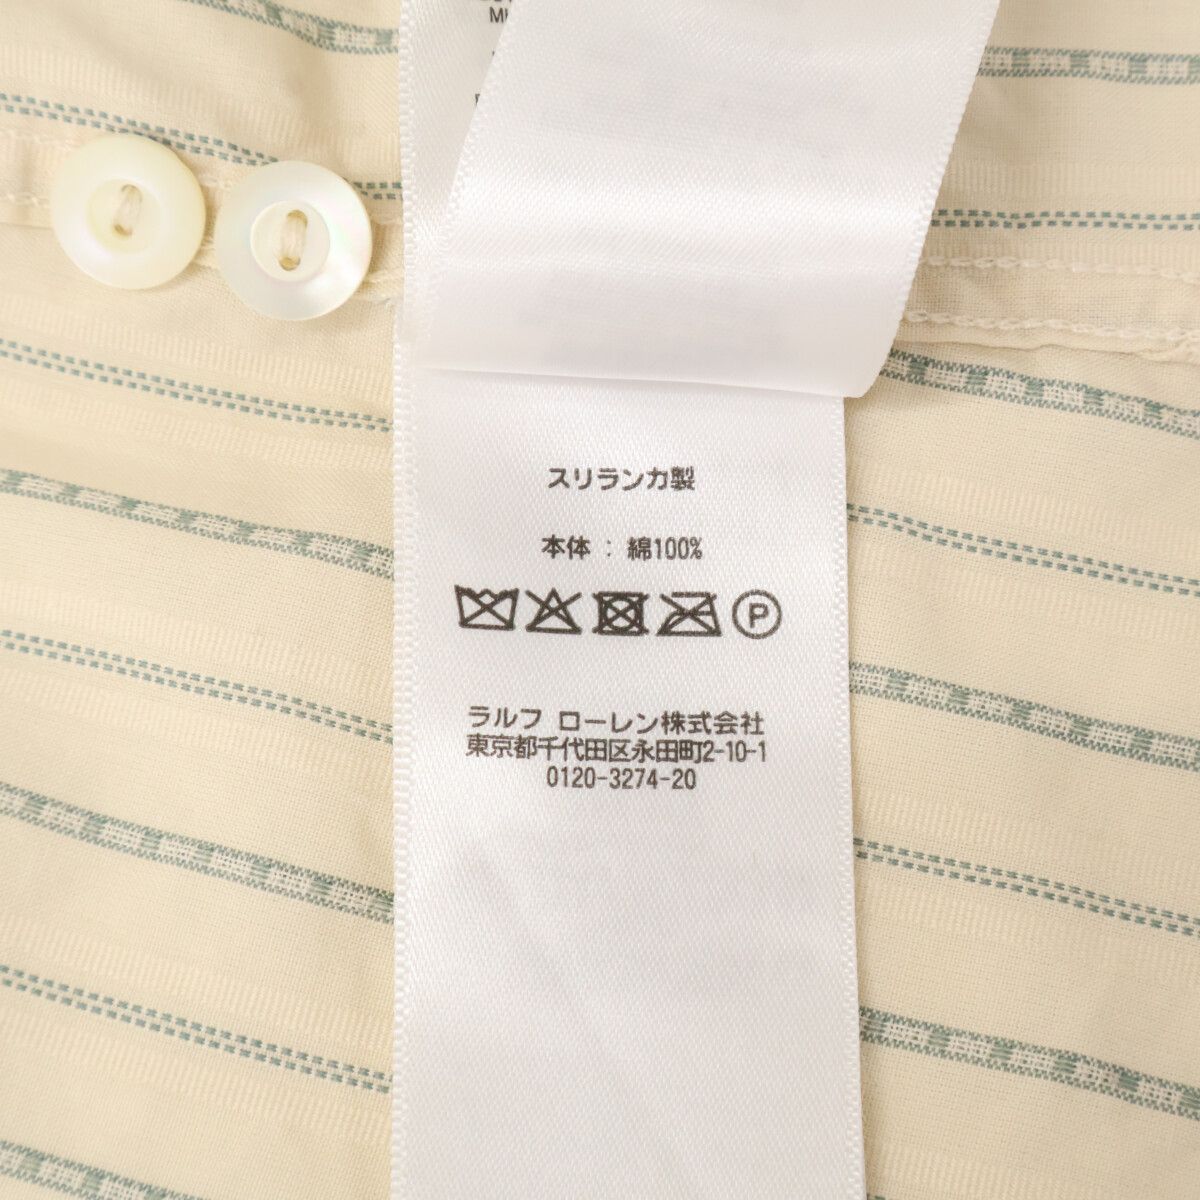 スリランカ製
本体 : 綿100%
P
ラルフ ローレン株式会社
東京都千代田区永田町2-10-1
0120-3274-20